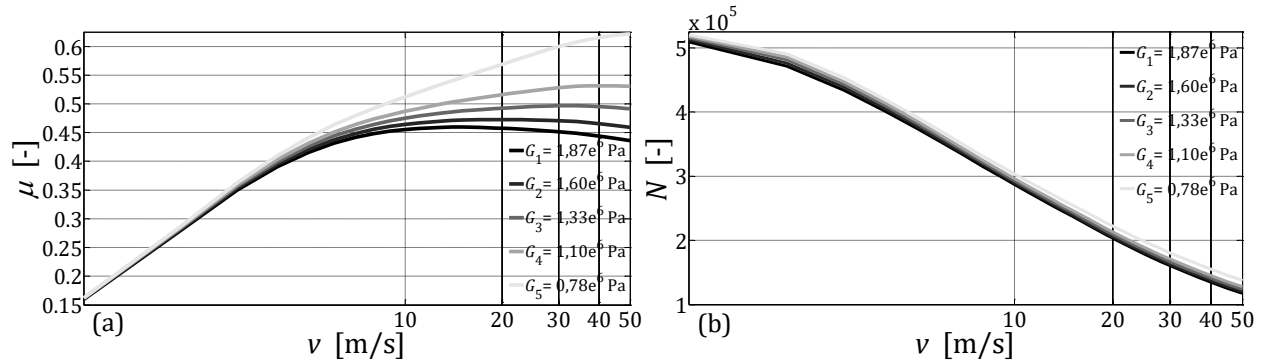 0.6
0.55
0.5
0.45
0.4
0.35
0.3
0.25
0.2
0.15
μ [-]
G1= 1,87e6 Pa
G2= 1,60e6 Pa
G3= 1,33e6 Pa
G4= 1,10e6 Pa
G5= 0,78e6 Pa
(a)
10 20 30 40 50
v [m/s]
x 10^5
5
4
3
2
1
N [-]
G1= 1,87e6 Pa
G2= 1,60e6 Pa
G3= 1,33e6 Pa
G4= 1,10e6 Pa
G5= 0,78e6 Pa
(b)
10 20 30 40 50
v [m/s]